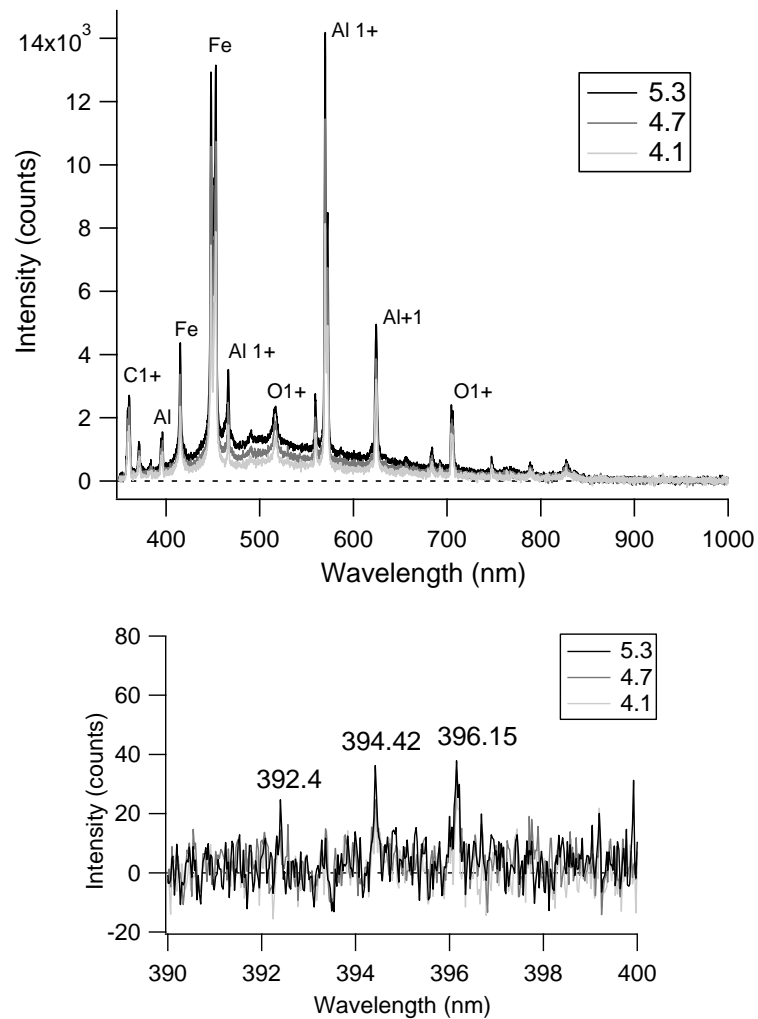 14x10³
12
10
8
6
4
2
0
Intensity (counts)
C1+
Al
Fe
Fe
Al 1+
O1+
Al 1+
Al+1
O1+
5.3
4.7
4.1
400 500 600 700 800 900 1000
Wavelength (nm)
80
60
40
20
0
-20
Intensity (counts)
392.4
394.42
396.15
5.3
4.7
4.1
390 392 394 396 398 400
Wavelength (nm)